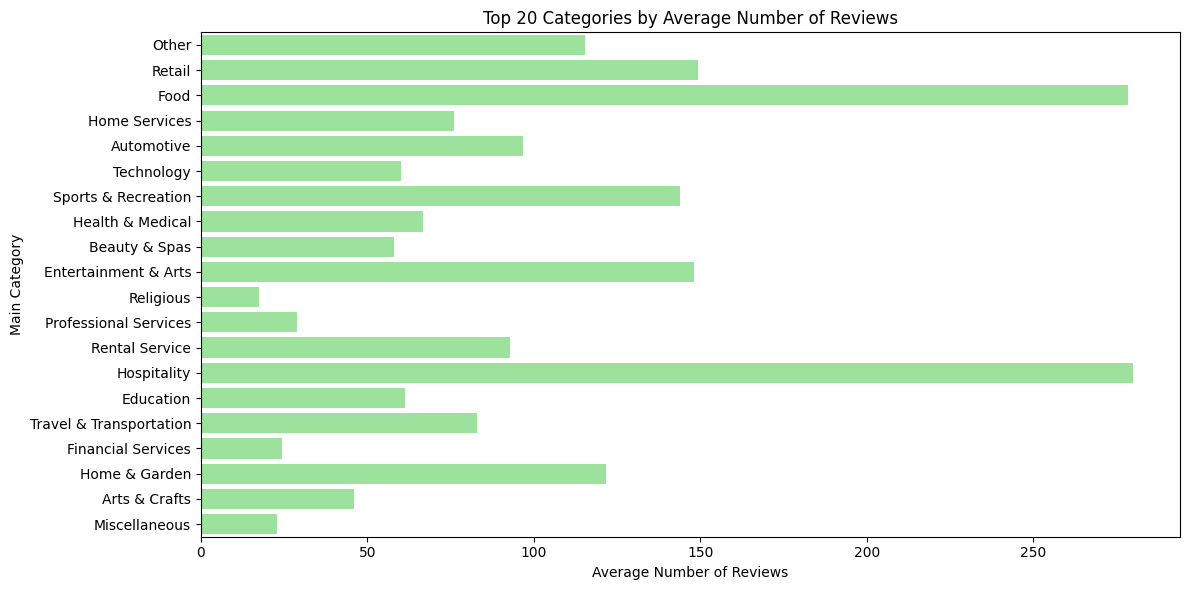 Top 20 Categories by Average Number of Reviews
Main Category
Other
Retail
Food
Home Services
Automotive
Technology
Sports & Recreation
Health & Medical
Beauty & Spas
Entertainment & Arts
Religious
Professional Services
Rental Service
Hospitality
Education
Travel & Transportation
Financial Services
Home & Garden
Arts & Crafts
Miscellaneous
0 50 100 150 200 250
Average Number of Reviews